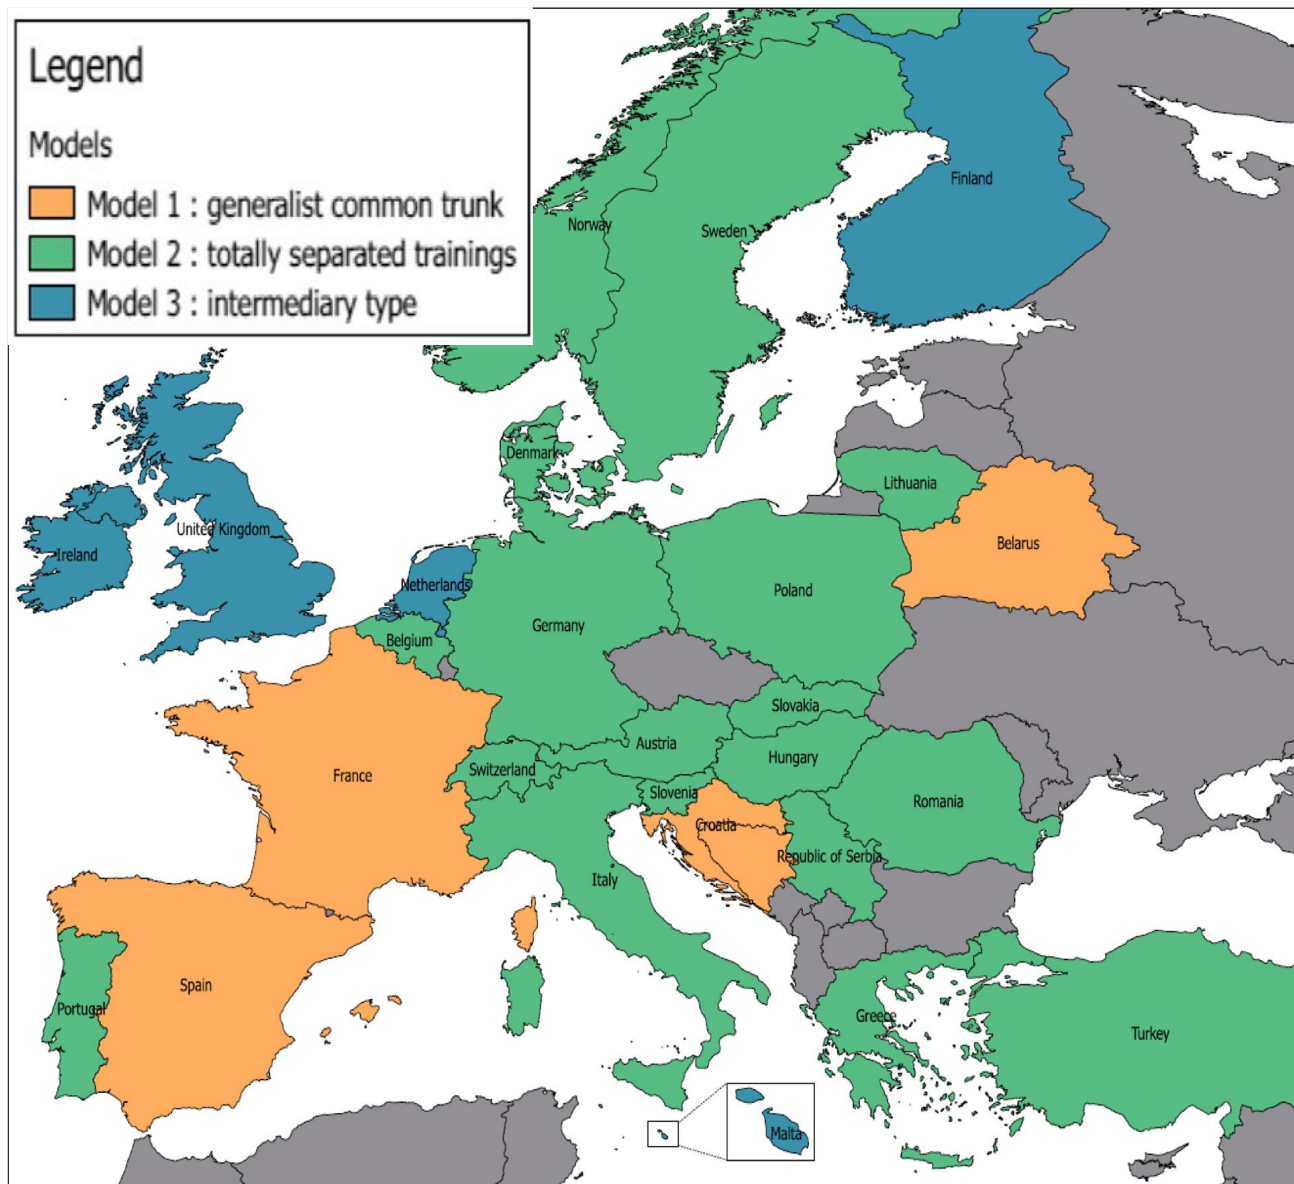 Legend
Models
Model 1 : generalist common trunk
Model 2 : totally separated trainings
Model 3 : intermediary type
Finland
Norway
Sweden
Denmark
Lithuania
United Kingdom
Ireland
Belarus
Netherlands
Poland
Germany
Belgium
Slovakia
Austria
Hungary
Switzerland
France
Slovenia
Romania
Croatia
Republic of Serbia
Italy
Spain
Portugal
Greece
Turkey
Malta